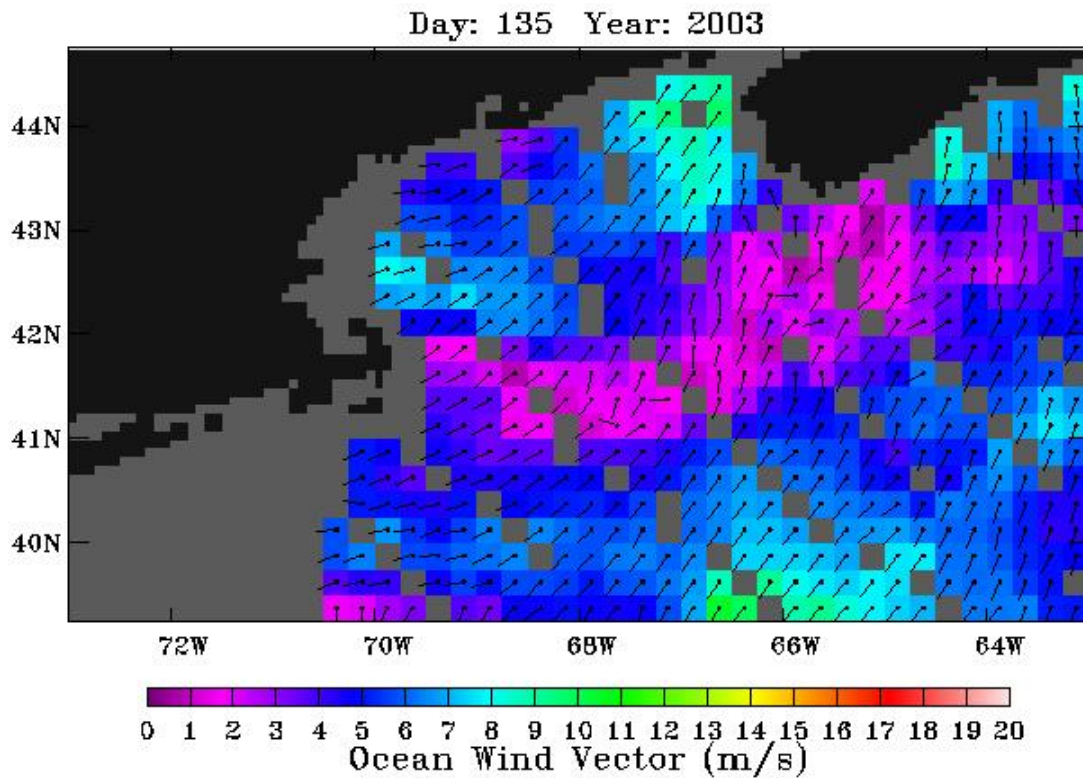 Day: 135 Year: 2003
44N
43N
42N
41N
40N
72W 70W 68W 66W 64W
0 1 2 3 4 5 6 7 8 9 10 11 12 13 14 15 16 17 18 19 20
Ocean Wind Vector (m/s)